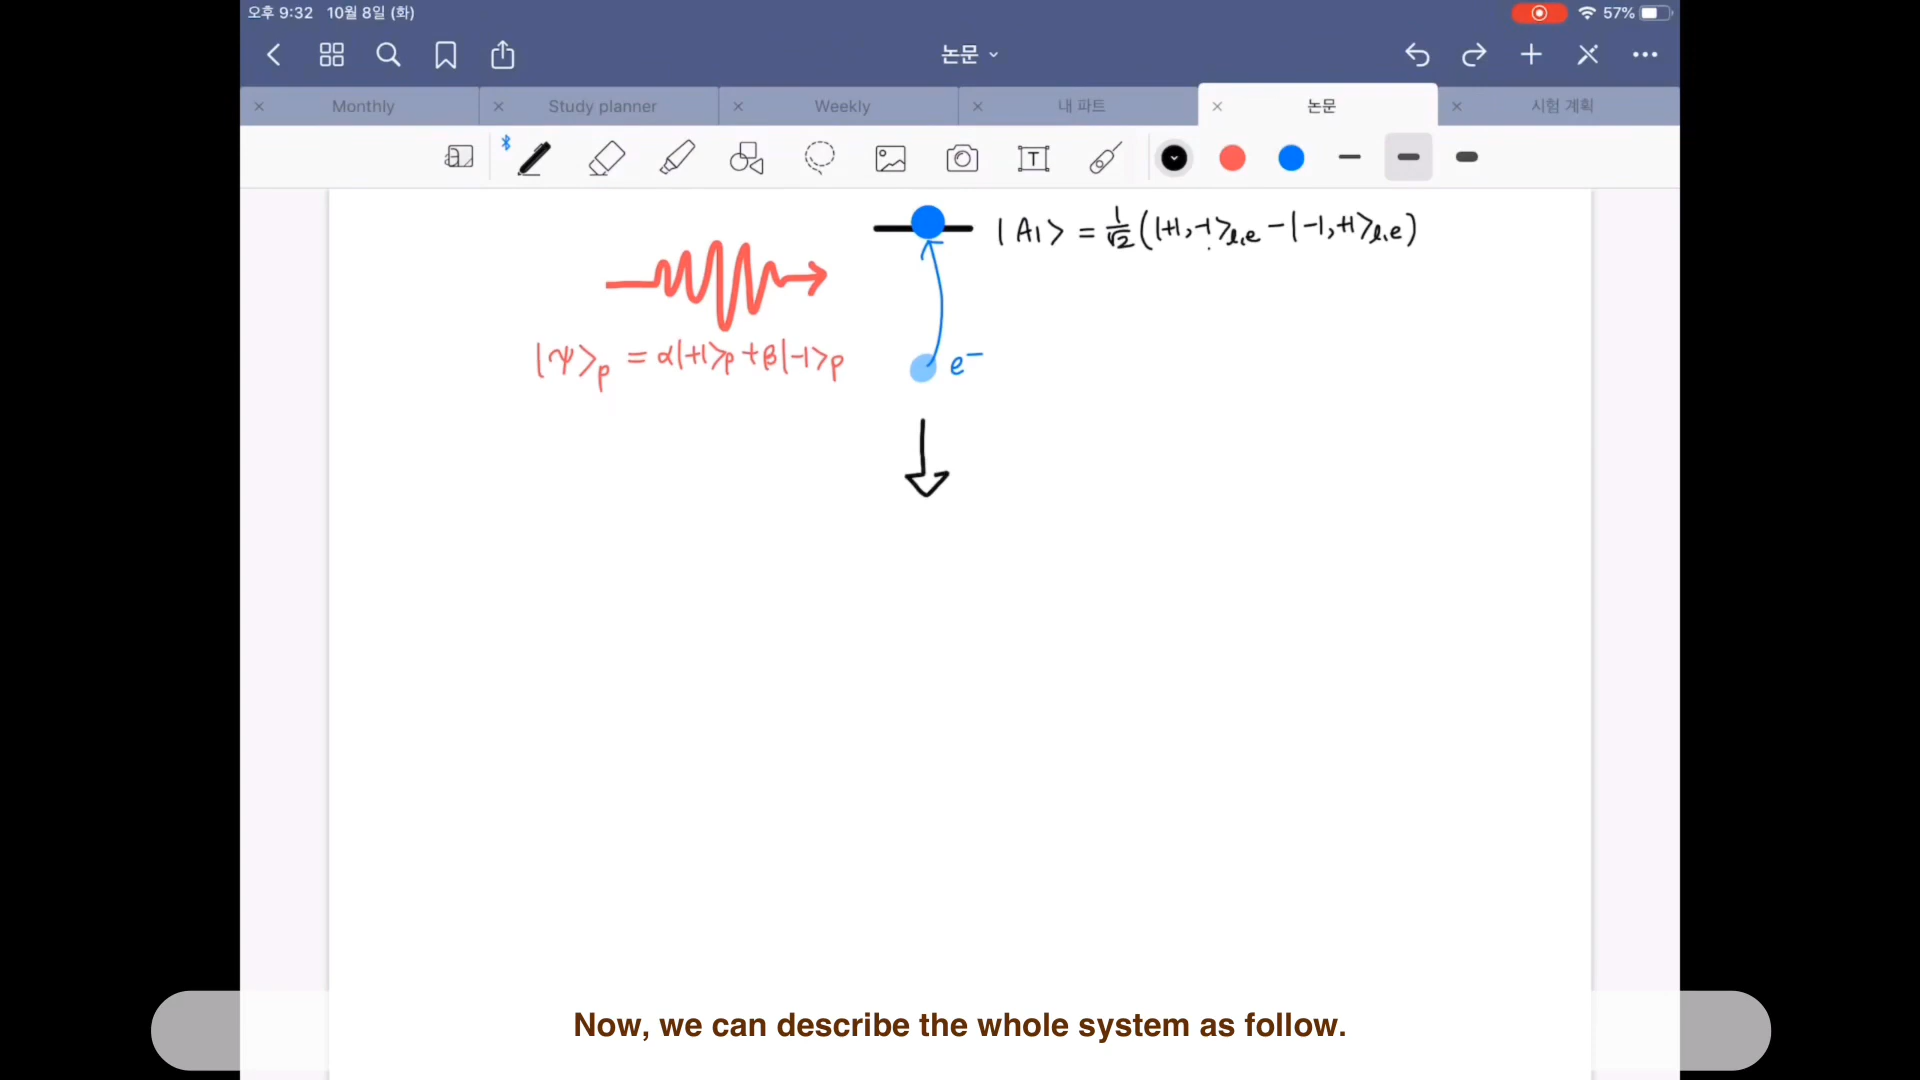 오후 9:32 10월 8일 (화) 57%
논문
Monthly Study planner Weekly 내 파트 논문 시험 계획
|A₁> = 1/√2 (|+1,-1>ℓ,e - |-1,+1>ℓ,e)
|ψ>p = α|+1>p + β|-1>p
e⁻
Now, we can describe the whole system as follow.